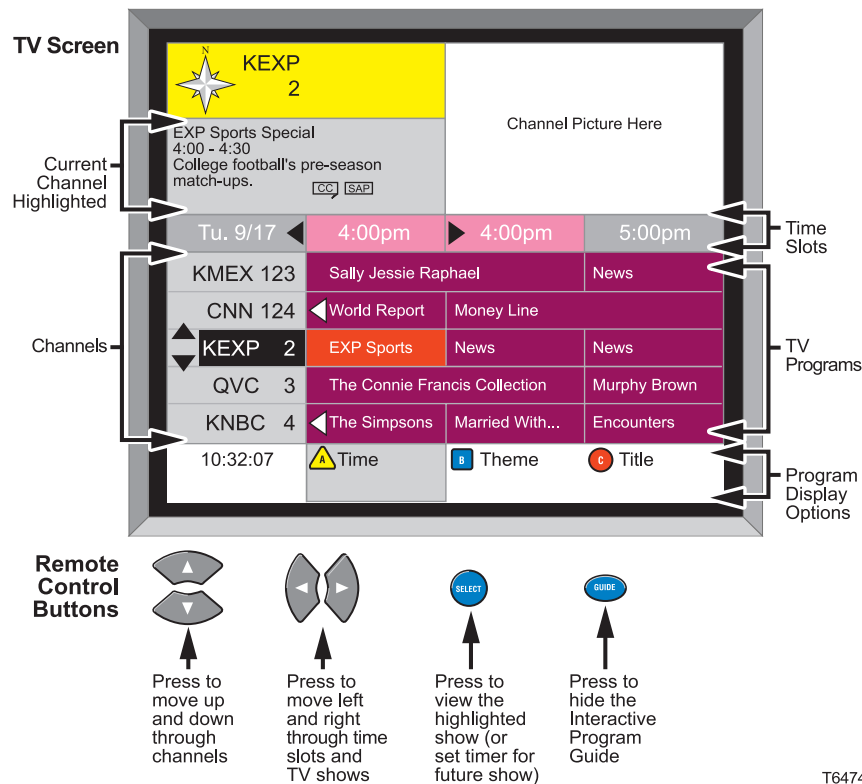 TV Screen
N
KEXP
2
EXP Sports Special
4:00 - 4:30
College football's pre-season
match-ups.
CC
SAP
Channel Picture Here
Current
Channel
Highlighted
Time
Slots
Tu. 9/17
4:00pm
4:00pm
5:00pm
Channels
KMEX 123
Sally Jessie Raphael
News
CNN 124
World Report
Money Line
KEXP 2
EXP Sports
News
News
QVC 3
The Connie Francis Collection
Murphy Brown
KNBC 4
The Simpsons
Married With...
Encounters
TV
Programs
10:32:07
A
Time
B
Theme
C
Title
Program
Display
Options
Remote
Control
Buttons
SELECT
GUIDE
Press to
move up
and down
through
channels
Press to
move left
and right
through time
slots and
TV shows
Press to
view the
highlighted
show (or
set timer for
future show)
Press to
hide the
Interactive
Program
Guide
T6474